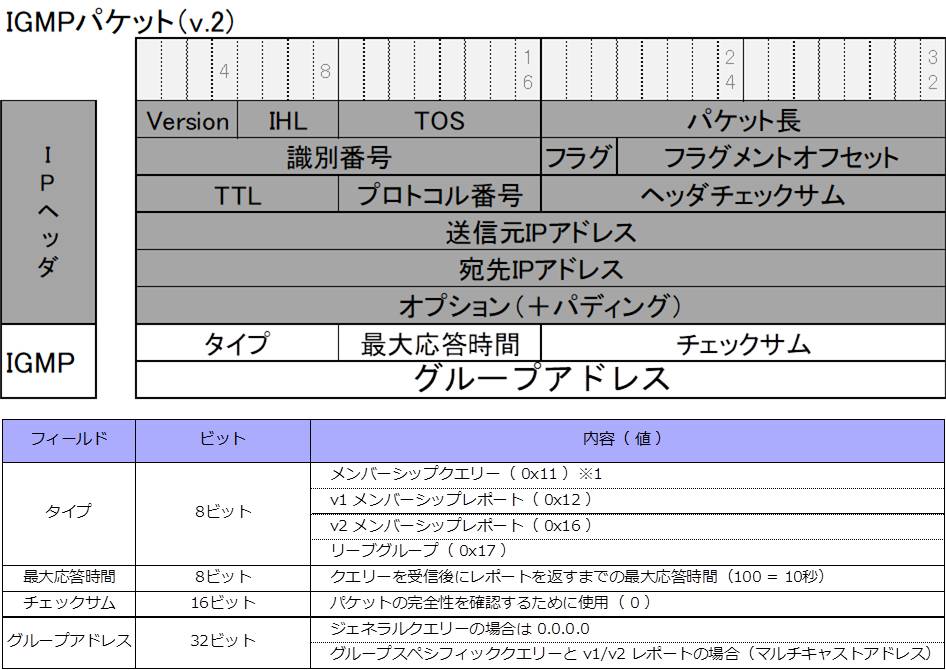 IGMPパケット(v.2)
4 8 16 24 32
IPヘッダ
Version IHL TOS パケット長
識別番号 フラグ フラグメントオフセット
TTL プロトコル番号 ヘッダチェックサム
送信元IPアドレス
宛先IPアドレス
オプション(+パディング)
IGMP
タイプ 最大応答時間 チェックサム
グループアドレス
フィールド ビット 内容( 値 )
タイプ 8ビット
メンバーシップクエリー( 0x11 )※1
v1 メンバーシップレポート( 0x12 )
v2 メンバーシップレポート( 0x16 )
リーブグループ( 0x17 )
最大応答時間 8ビット クエリーを受信後にレポートを返すまでの最大応答時間(100 = 10秒)
チェックサム 16ビット パケットの完全性を確認するために使用( 0 )
グループアドレス 32ビット
ジェネラルクエリーの場合は 0.0.0.0
グループスペシフィッククエリーと v1/v2 レポートの場合(マルチキャストアドレス)